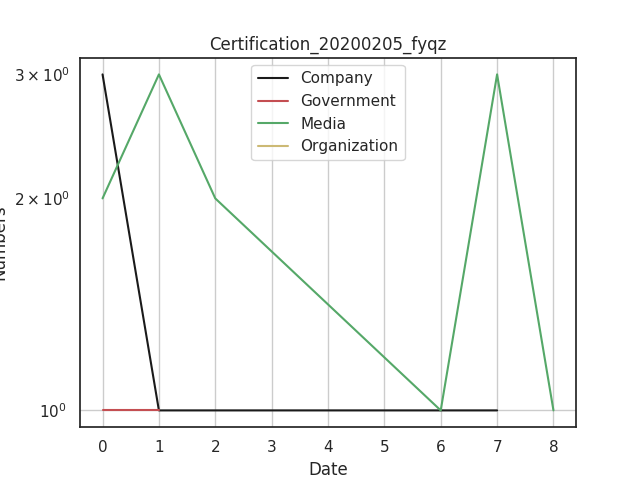 Certification_20200205_fyqz
3 × 10⁰
2 × 10⁰
10⁰
Numbers
Company
Government
Media
Organization
0 1 2 3 4 5 6 7 8
Date